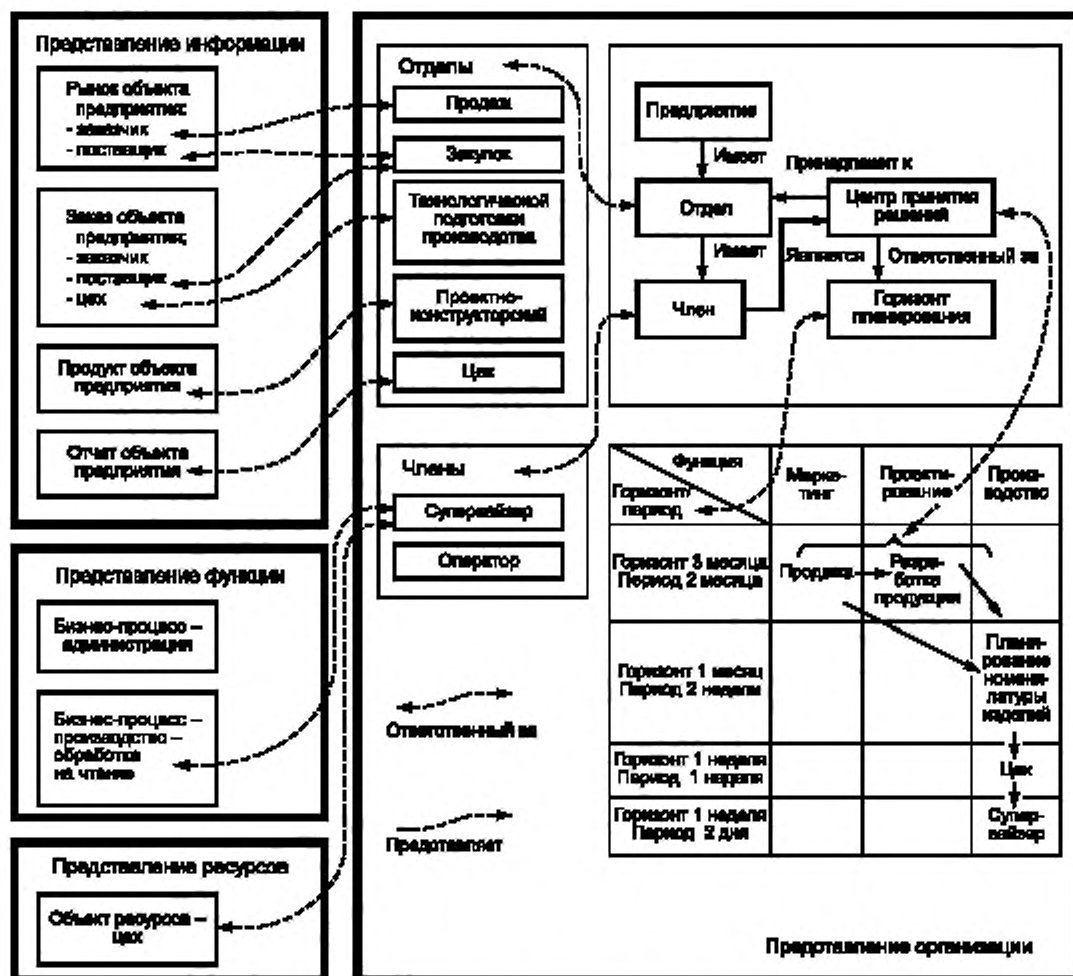 Представление информации
Рынок объекта
предприятия:
- заказчик
- поставщик
Заказ объекта
предприятия;
- заказчик
- поставщик
- цех
Продукт объекта
предприятия
Отчет объекта
предприятия
Представление функции
Бизнес-процесс –
администрация
Бизнес-процесс –
производство –
обработка
на чтение
Представление ресурсов
Объект ресурса –
цех
Отделы
Продаж
Закупок
Технологической
подготовки
производства
Проектно-
конструкторский
Цех
Члены
Супервайзер
Оператор
Ответственный за
Представляет
Предприятие
Имеет
Принадлежит к
Отдел
Центр принятия
решений
Имеет
Является
Ответственный за
Член
Горизонт
планирования
Функция
Горизонт/
период
Марке-
тинг
Проекти-
рование
Произ-
водство
Горизонт 3 месяца
Период 2 месяца
Продажа
Разра-
ботка
продукции
Горизонт 1 месяц
Период 2 недели
Плани-
рование
номенк-
латуры
изделий
Горизонт 1 неделя
Период 1 неделя
Цех
Горизонт 1 неделя
Период 2 дня
Супер-
вайзер
Представление организации